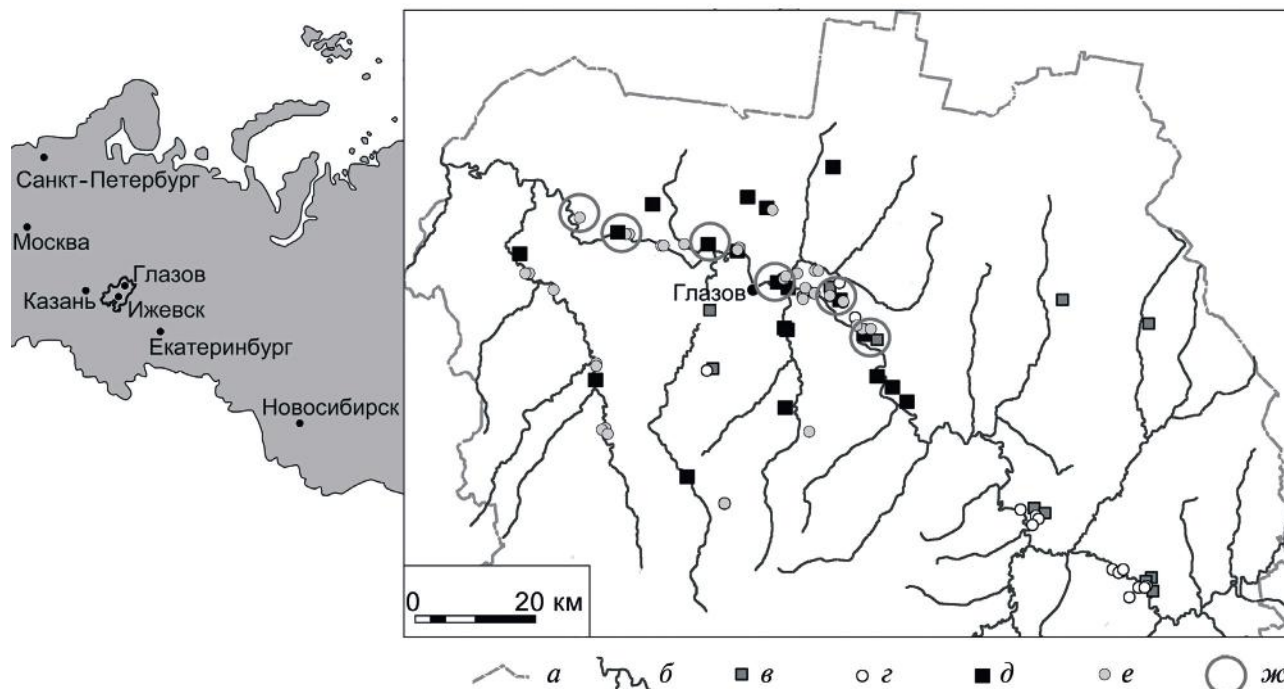 Санкт-Петербург
Москва
Глазов
Казань
Ижевск
Екатеринбург
Новосибирск
Глазов
0 20 км
а б в г д е ж